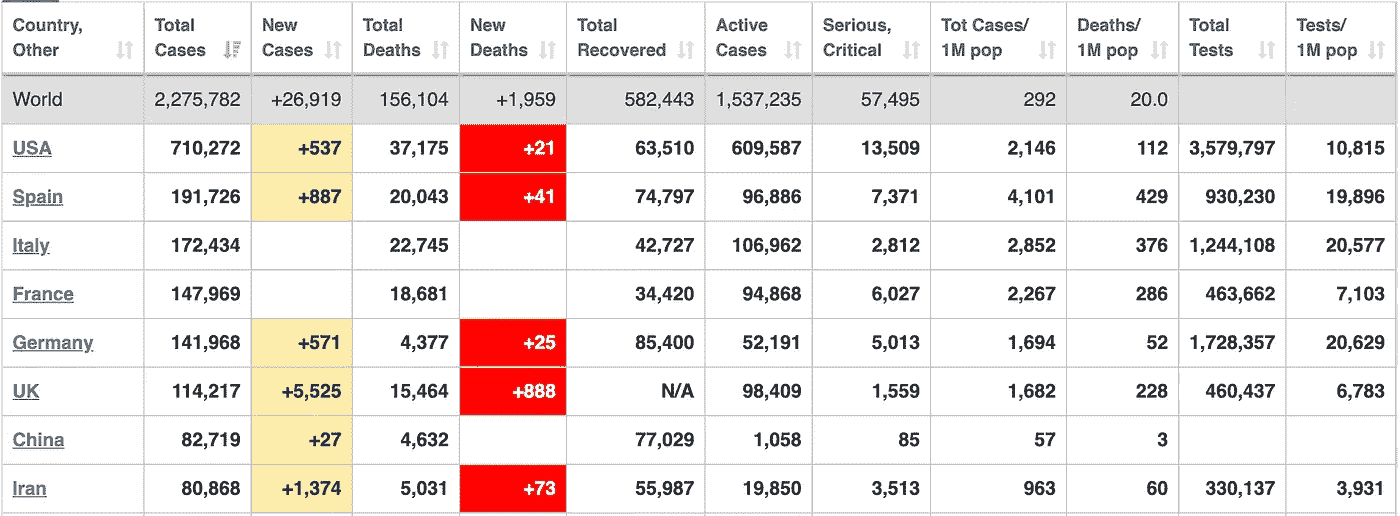 Country, Other Total Cases New Cases Total Deaths New Deaths Total Recovered Active Cases Serious, Critical Tot Cases/ 1M pop Deaths/ 1M pop Total Tests Tests/ 1M pop
World 2,275,782 +26,919 156,104 +1,959 582,443 1,537,235 57,495 292 20.0
USA 710,272 +537 37,175 +21 63,510 609,587 13,509 2,146 112 3,579,797 10,815
Spain 191,726 +887 20,043 +41 74,797 96,886 7,371 4,101 429 930,230 19,896
Italy 172,434 22,745 42,727 106,962 2,812 2,852 376 1,244,108 20,577
France 147,969 18,681 34,420 94,868 6,027 2,267 286 463,662 7,103
Germany 141,968 +571 4,377 +25 85,400 52,191 5,013 1,694 52 1,728,357 20,629
UK 114,217 +5,525 15,464 +888 N/A 98,409 1,559 1,682 228 460,437 6,783
China 82,719 +27 4,632 77,029 1,058 85 57 3
Iran 80,868 +1,374 5,031 +73 55,987 19,850 3,513 963 60 330,137 3,931